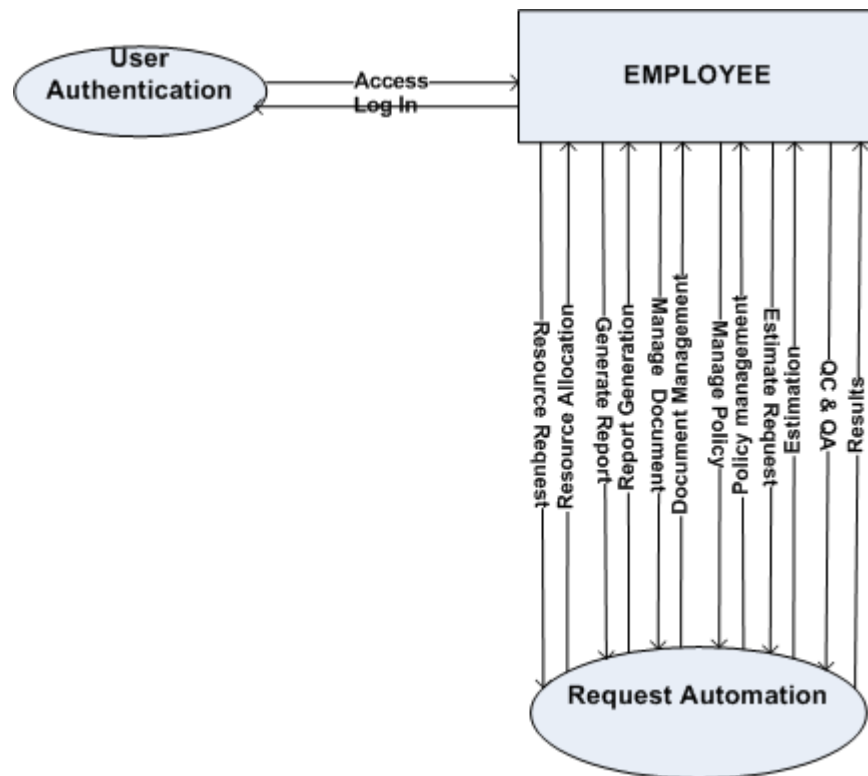 User
Authentication
Access
Log In
EMPLOYEE
Resource Request
Resource Allocation
Generate Report
Report Generation
Manage Document
Document Management
Manage Policy
Policy management
Estimate Request
Estimation
QC & QA
Results
Request Automation